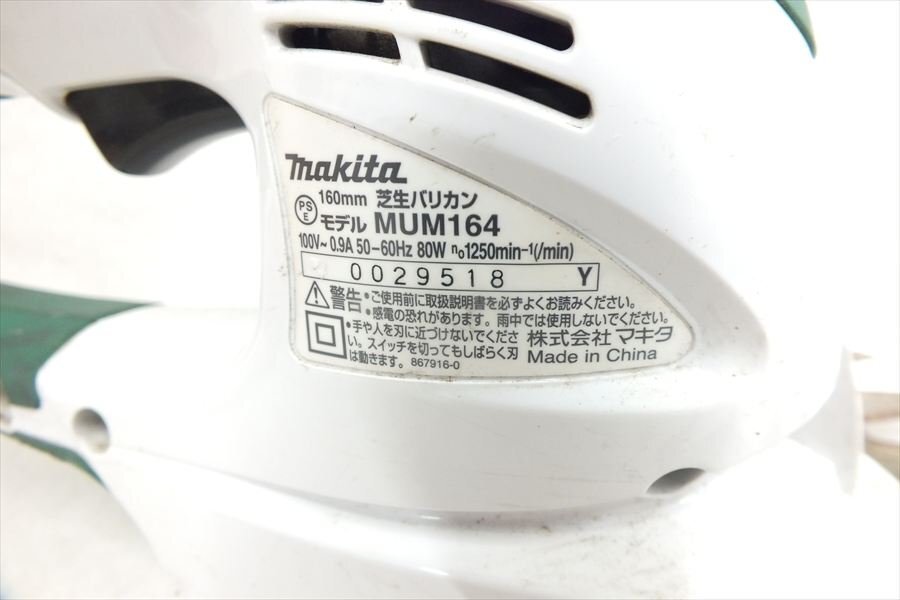 makita
160mm 芝生バリカン
PS
E
モデル MUM164
100V~ 0.9A 50-60Hz 80W n₀1250min⁻¹(/min)
0029518 Y
警告 ・ご使用前に取扱説明書を必ずよくお読みください。
・感電の恐れがあります。雨中では使用しないでください。
・手や人を刃に近づけないでくださ
い。スイッチを切ってもしばらく刃
は動きます。 867916-0
株式会社 マキタ
Made in China